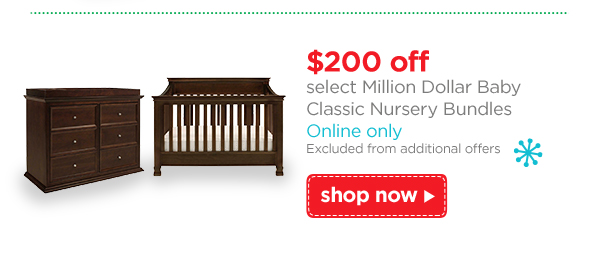 $200 off
select Million Dollar Baby
Classic Nursery Bundles
Online only
Excluded from additional offers
shop now